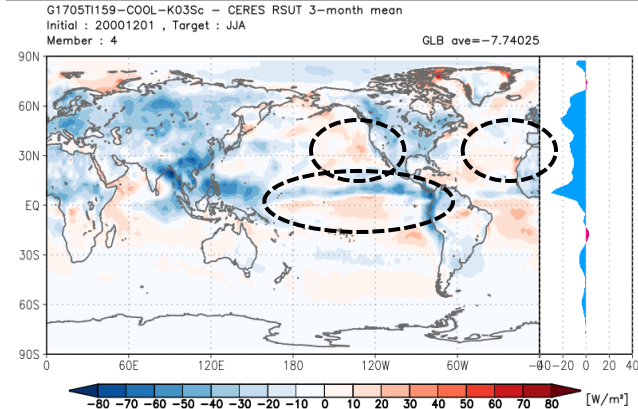 G1705Tl159-COOL-K03Sc - CERES RSUT 3-month mean
Initial : 20001201 , Target : JJA
Member : 4
GLB ave=-7.74025
90N
60N
30N
EQ
30S
60S
90S
0 60E 120E 180 120W 60W
-40 -20 0 20 40
-80 -70 -60 -50 -40 -30 -20 -10 0 10 20 30 40 50 60 70 80 [W/m²]